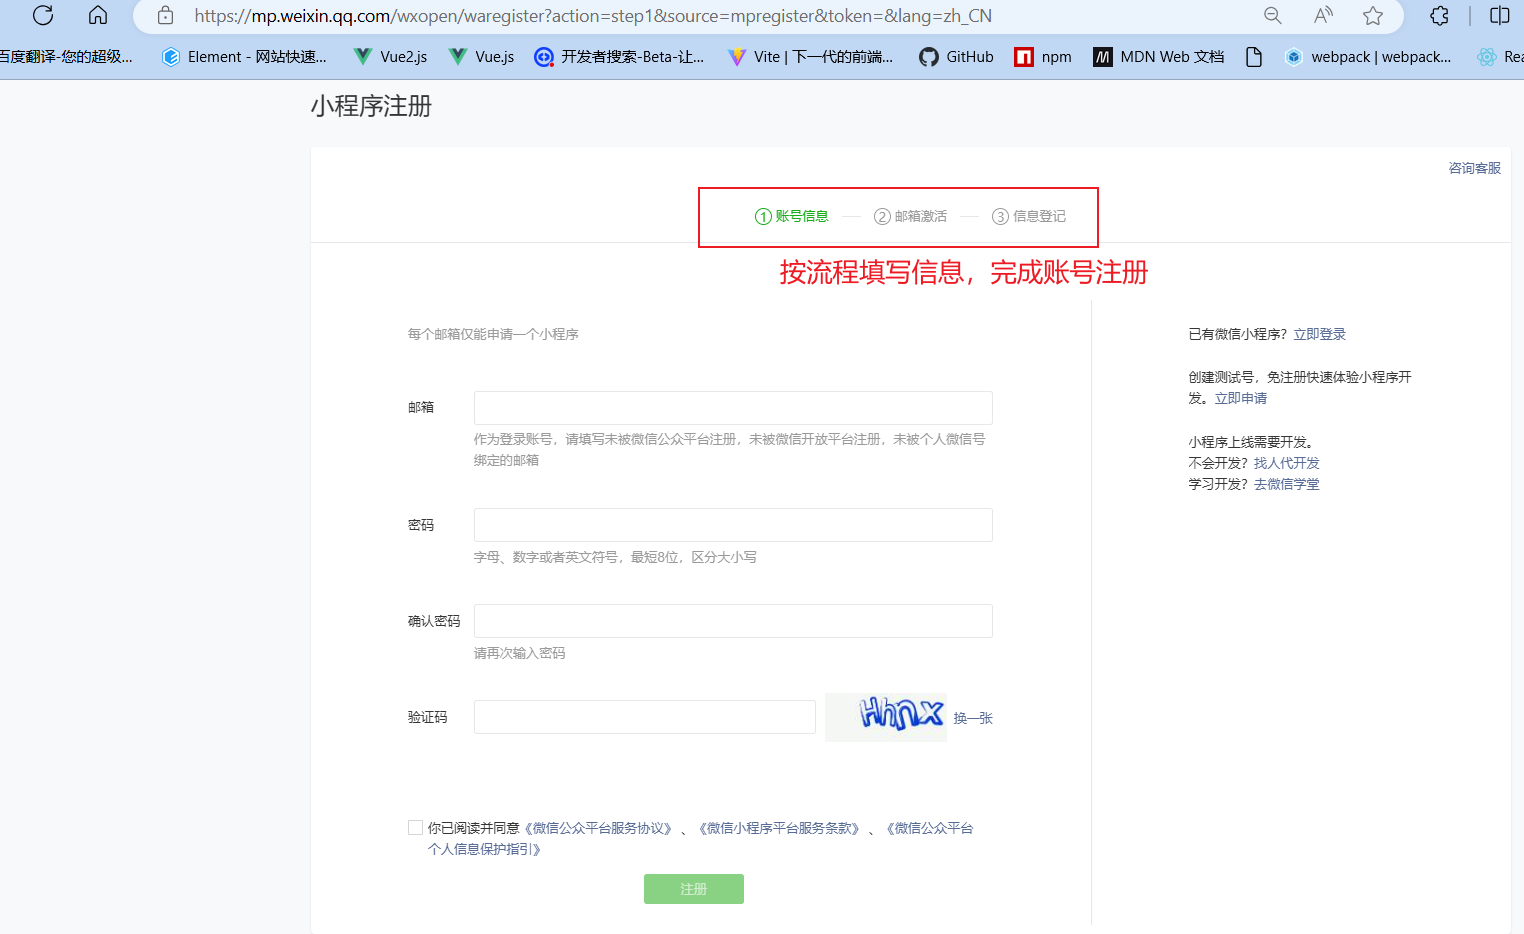 https://mp.weixin.qq.com/wxopen/waregister?action=step1&source=mpregister&token=&lang=zh_CN
百度翻译-您的超级... Element - 网站快速... Vue2.js Vue.js 开发者搜索-Beta-让... Vite | 下一代的前端... GitHub npm MDN Web 文档 webpack | webpack... Rea
小程序注册
咨询客服
1 账号信息 2 邮箱激活 3 信息登记
按流程填写信息，完成账号注册
每个邮箱仅能申请一个小程序
已有微信小程序？立即登录
创建测试号，免注册快速体验小程序开
发。立即申请
邮箱
作为登录账号，请填写未被微信公众平台注册，未被微信开放平台注册，未被个人微信号
绑定的邮箱
小程序上线需要开发。
不会开发？找人代开发
学习开发？去微信学堂
密码
字母、数字或者英文符号，最短8位，区分大小写
确认密码
请再次输入密码
验证码 Hhnx 换一张
你已阅读并同意《微信公众平台服务协议》、《微信小程序平台服务条款》、《微信公众平台
个人信息保护指引》
注册